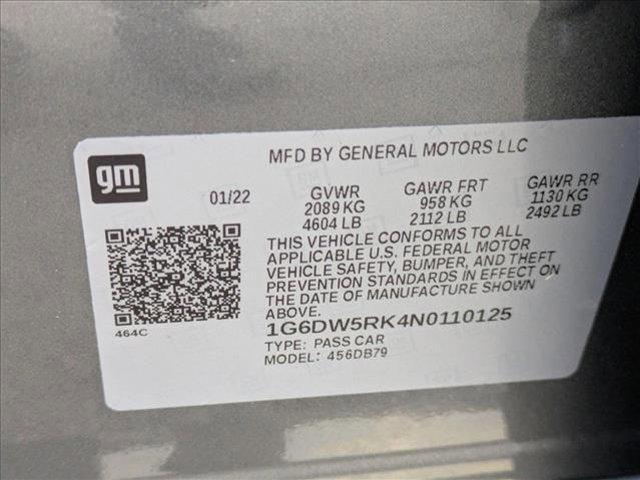 MFD BY GENERAL MOTORS LLC
gm
01/22 GVWR GAWR FRT GAWR RR
2089 KG 958 KG 1130 KG
4604 LB 2112 LB 2492 LB
THIS VEHICLE CONFORMS TO ALL
APPLICABLE U.S. FEDERAL MOTOR
VEHICLE SAFETY, BUMPER, AND THEFT
PREVENTION STANDARDS IN EFFECT ON
THE DATE OF MANUFACTURE SHOWN
ABOVE.
464C
1G6DW5RK4N0110125
TYPE: PASS CAR
MODEL: 456DB79